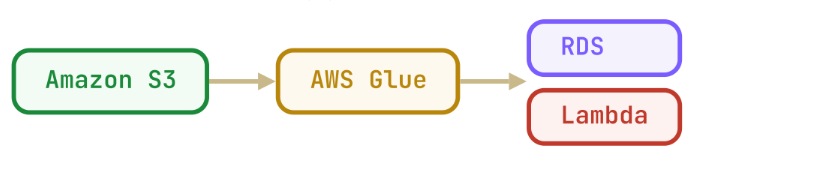 Amazon S3
AWS Glue
RDS
Lambda